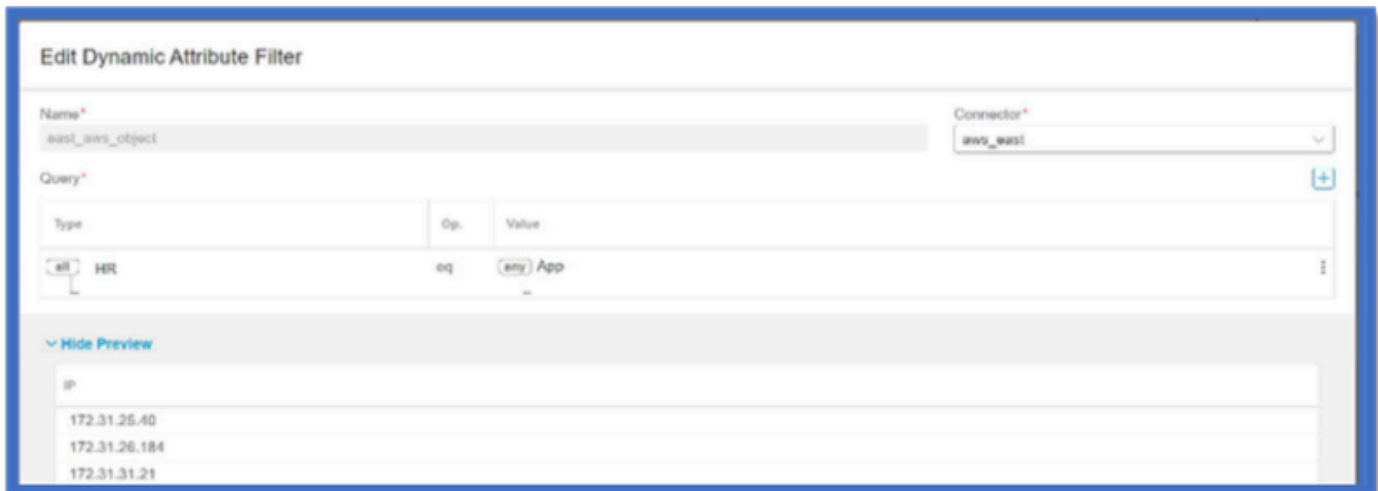 Edit Dynamic Attribute Filter
Name* Connector*
east_aws_object aws_east
Query*
Type Op. Value
all HR eq any App
Hide Preview
IP
172.31.25.40
172.31.26.184
172.31.31.21